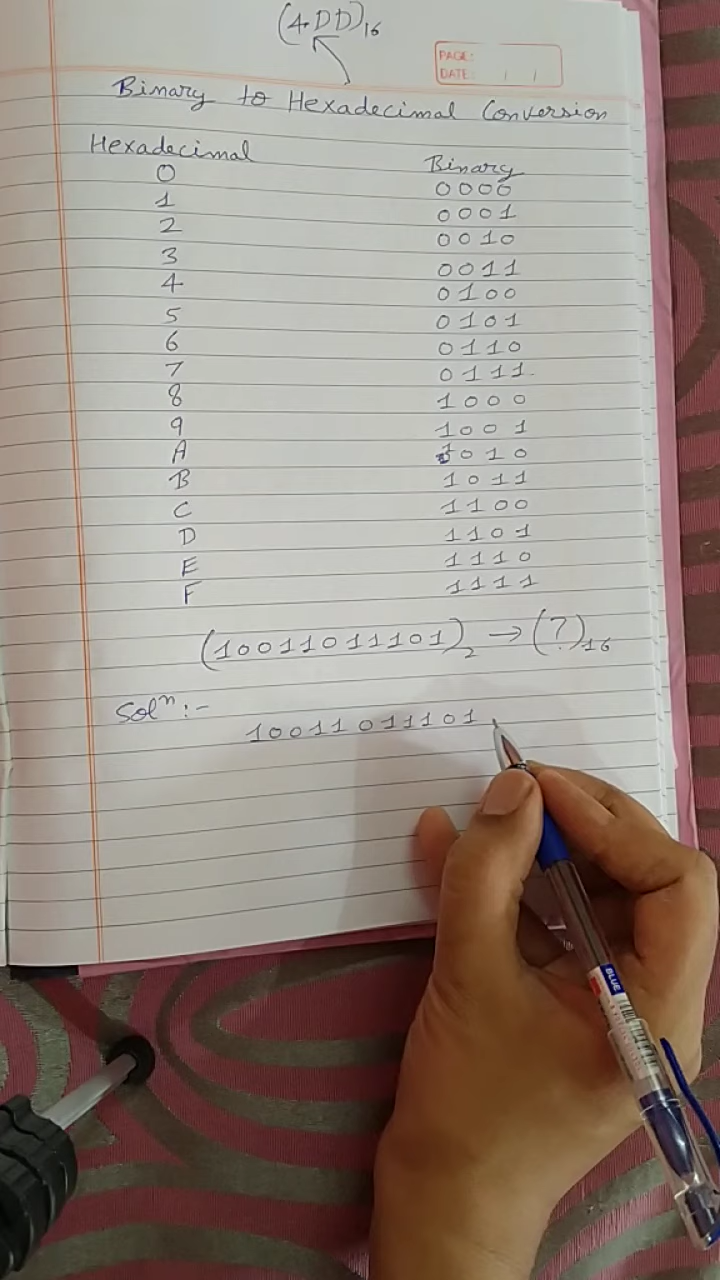 (4DD)16
PAGE:
DATE: / /
Binary to Hexadecimal Conversion
Hexadecimal Binary
0 0000
1 0001
2 0010
3 0011
4 0100
5 0101
6 0110
7 0111
8 1000
9 1001
A 1010
B 1011
C 1100
D 1101
E 1110
F 1111
(10011011101)2 → (?)16
Solⁿ :-
10011011101
BLUE